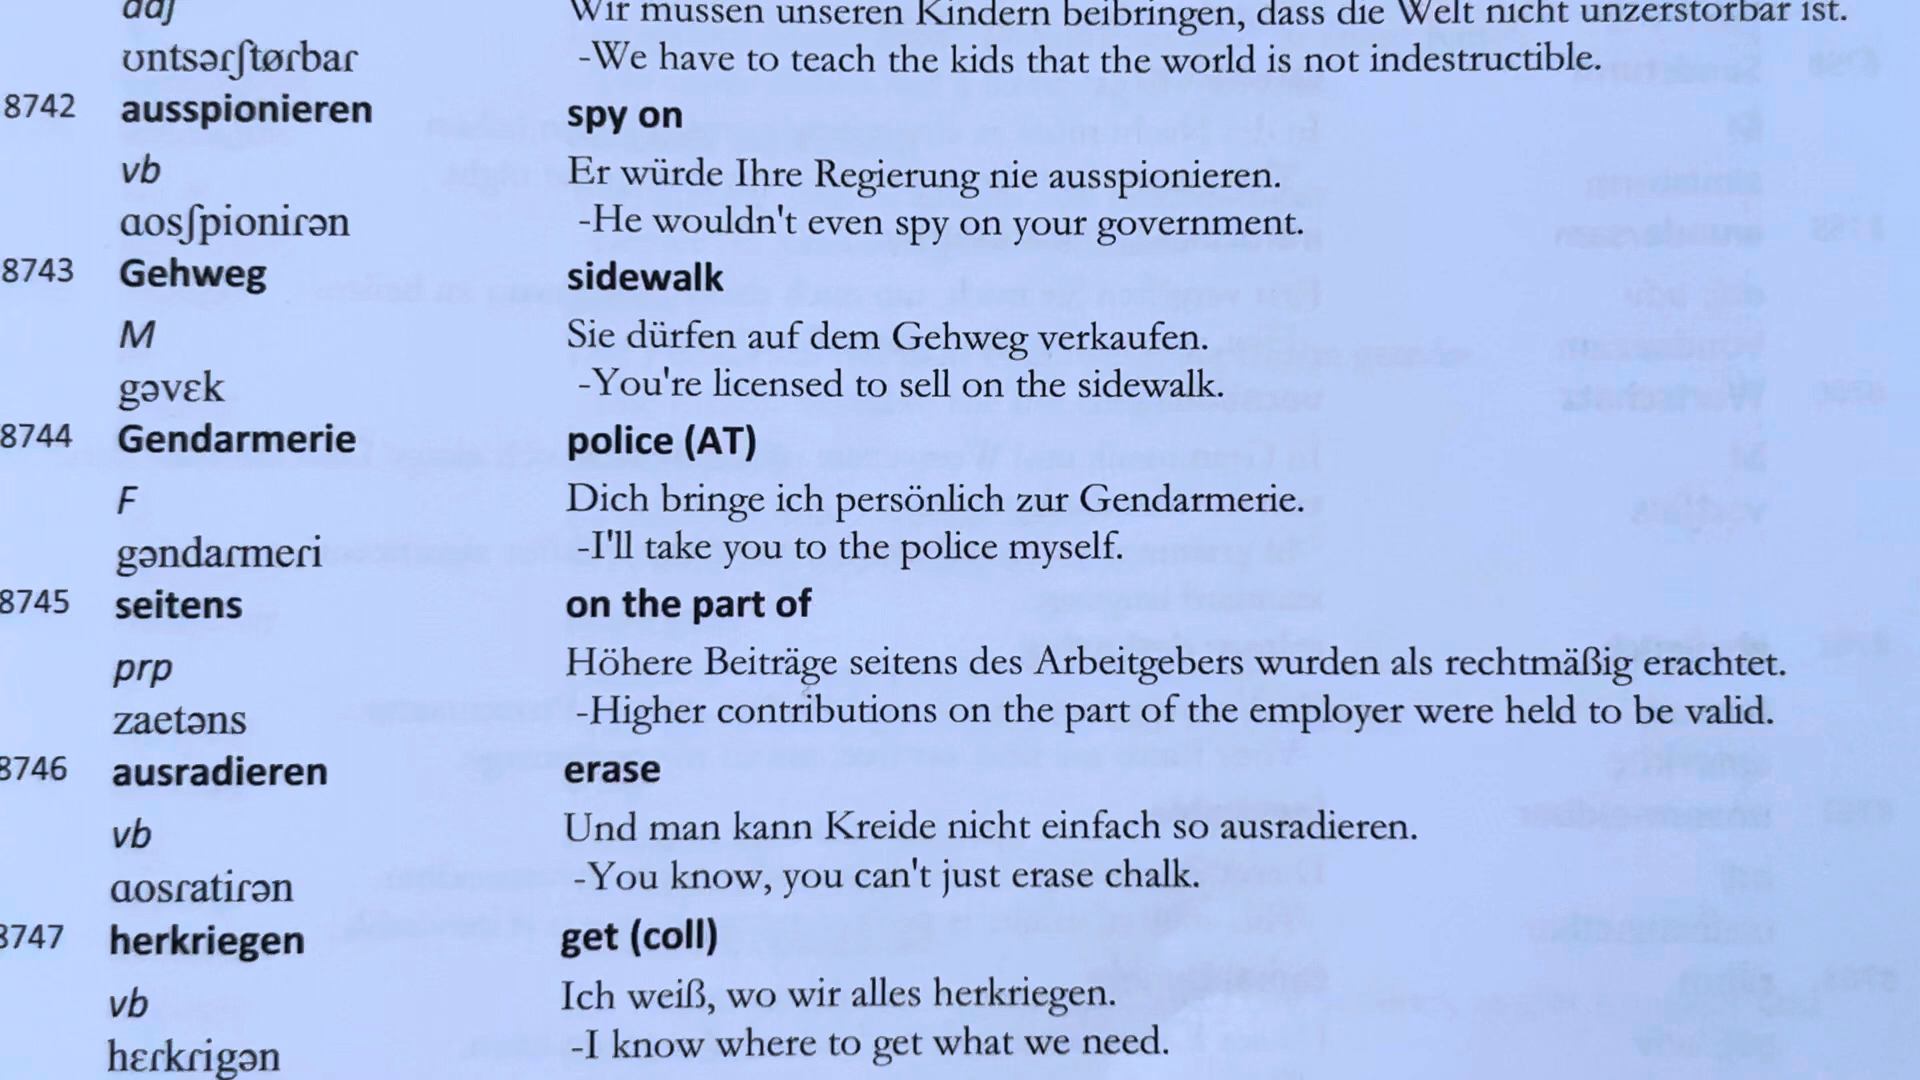 adj Wir müssen unseren Kindern beibringen, dass die Welt nicht unzerstörbar ist.
ʊntsərʃtørbar -We have to teach the kids that the world is not indestructible.
8742 ausspionieren spy on
vb Er würde Ihre Regierung nie ausspionieren.
ɑosʃpioniɾən -He wouldn't even spy on your government.
8743 Gehweg sidewalk
M Sie dürfen auf dem Gehweg verkaufen.
gəvɛk -You're licensed to sell on the sidewalk.
8744 Gendarmerie police (AT)
F Dich bringe ich persönlich zur Gendarmerie.
gəndarmeɾi -I'll take you to the police myself.
8745 seitens on the part of
prp Höhere Beiträge seitens des Arbeitgebers wurden als rechtmäßig erachtet.
zaetəns -Higher contributions on the part of the employer were held to be valid.
8746 ausradieren erase
vb Und man kann Kreide nicht einfach so ausradieren.
ɑosɾatiɾən -You know, you can't just erase chalk.
8747 herkriegen get (coll)
vb Ich weiß, wo wir alles herkriegen.
hɛɾkɾigən -I know where to get what we need.